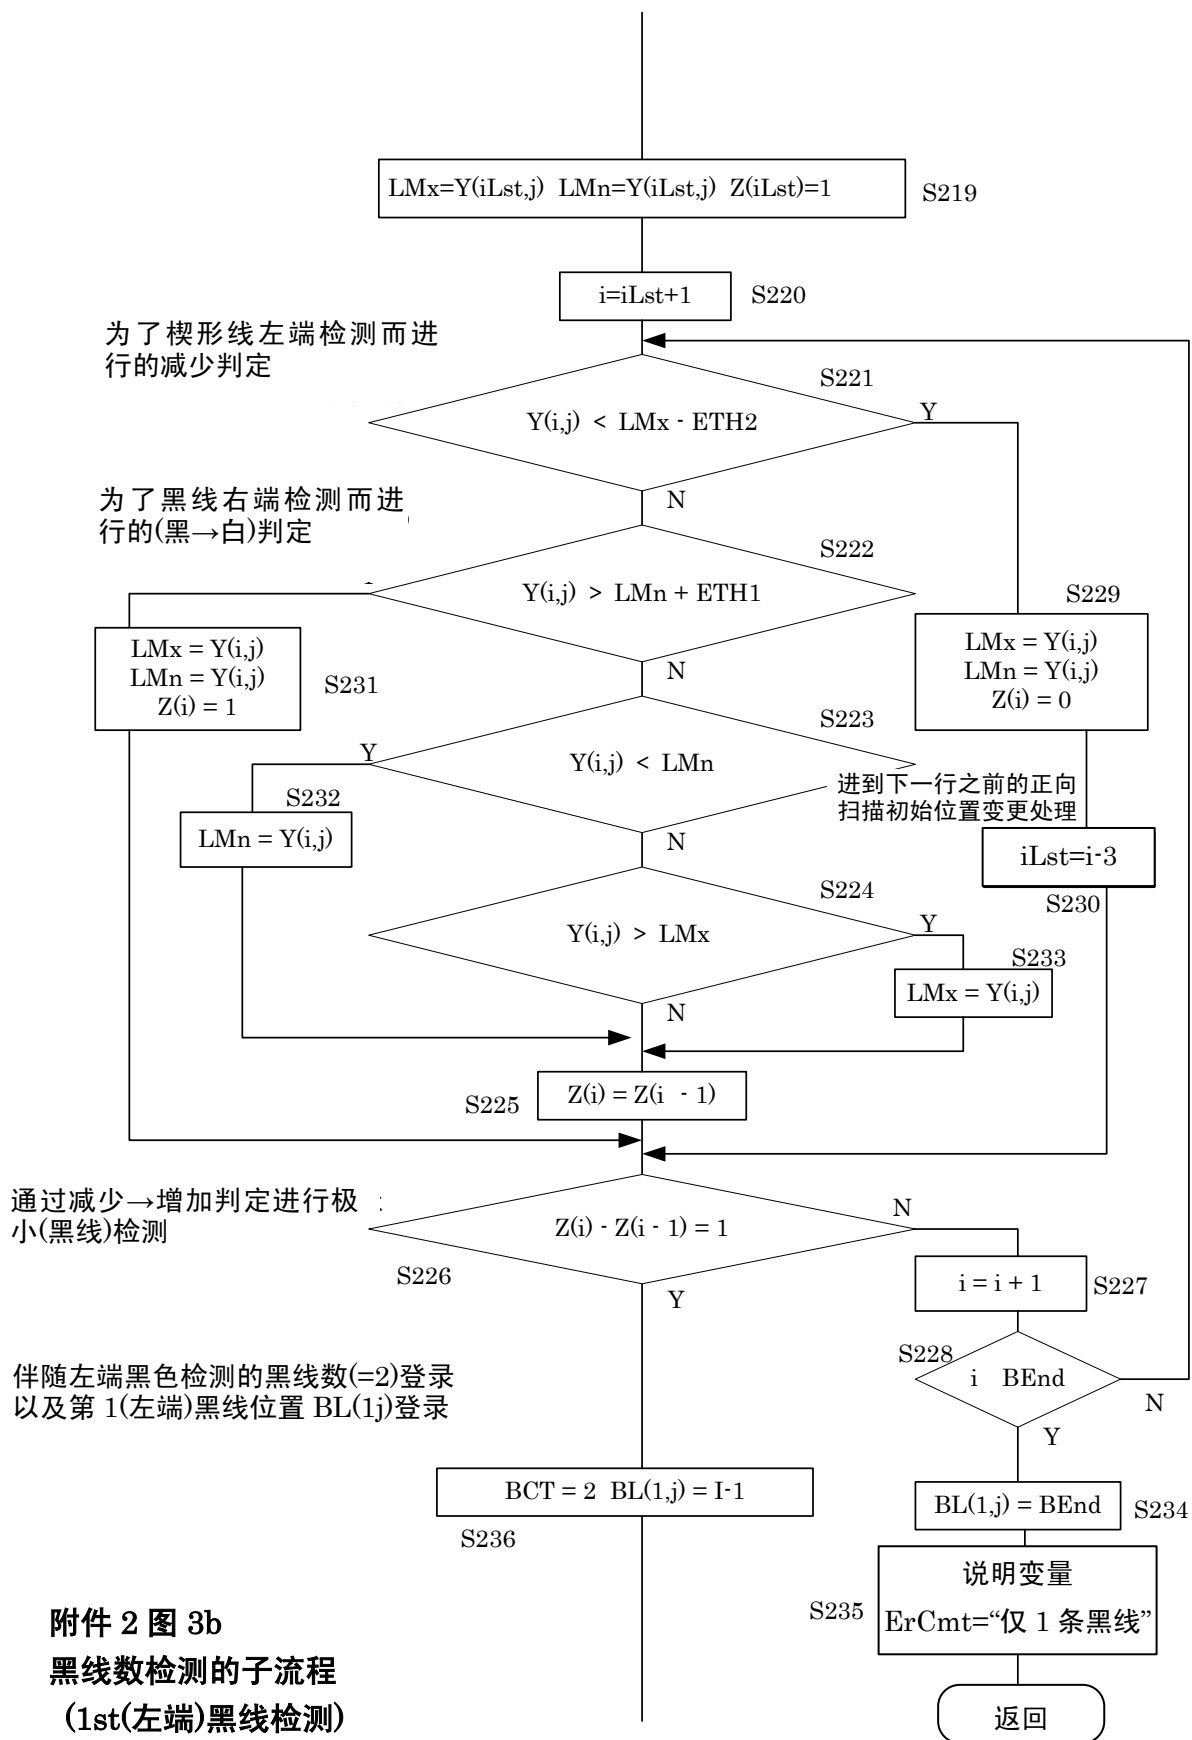 LMx=Y(iLst,j) LMn=Y(iLst,j) Z(iLst)=1
S219
i=iLst+1
S220
为了楔形线左端检测而进
行的减少判定
S221
Y(i,j) < LMx - ETH2
Y
N
为了黑线右端检测而进
行的(黑→白)判定
S222
Y(i,j) > LMn + ETH1
N
S229
LMx = Y(i,j)
LMn = Y(i,j)
Z(i) = 0
LMx = Y(i,j)
LMn = Y(i,j)
Z(i) = 1
S231
S223
Y(i,j) < LMn
Y
N
进到下一行之前的正向
扫描初始位置变更处理
S232
LMn = Y(i,j)
iLst=i-3
S230
S224
Y(i,j) > LMx
Y
N
S233
LMx = Y(i,j)
Z(i) = Z(i - 1)
S225
通过减少→增加判定进行极
小(黑线)检测
Z(i) - Z(i - 1) = 1
N
S226
Y
i = i + 1
S227
S228
i BEnd
N
Y
伴随左端黑色检测的黑线数(=2)登录
以及第 1(左端)黑线位置 BL(1j)登录
BCT = 2 BL(1,j) = I-1
S236
BL(1,j) = BEnd
S234
说明变量
ErCmt=“仅 1 条黑线”
S235
返回
附件 2 图 3b
黑线数检测的子流程
(1st(左端)黑线检测)